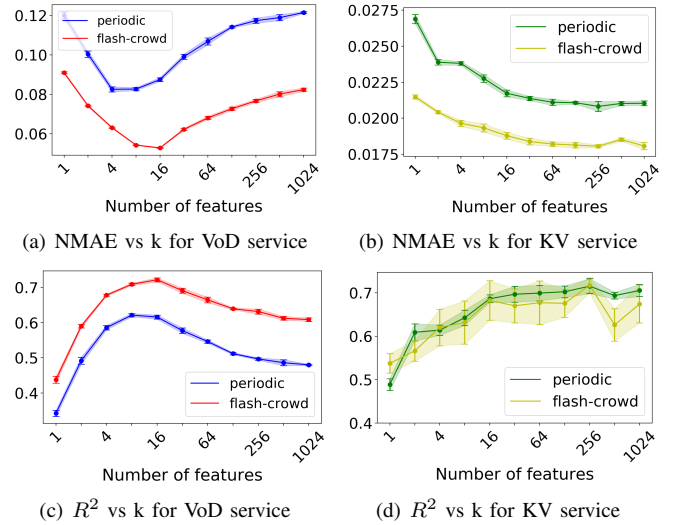 0.12
0.10
0.08
0.06
periodic
flash-crowd
1
4
16
64
256
1024
Number of features
(a) NMAE vs k for VoD service
0.0275
0.0250
0.0225
0.0200
0.0175
periodic
flash-crowd
1
4
16
64
256
1024
Number of features
(b) NMAE vs k for KV service
0.7
0.6
0.5
0.4
periodic
flash-crowd
1
4
16
64
256
1024
Number of features
(c) R² vs k for VoD service
0.7
0.6
0.5
0.4
periodic
flash-crowd
1
4
16
64
256
1024
Number of features
(d) R² vs k for KV service